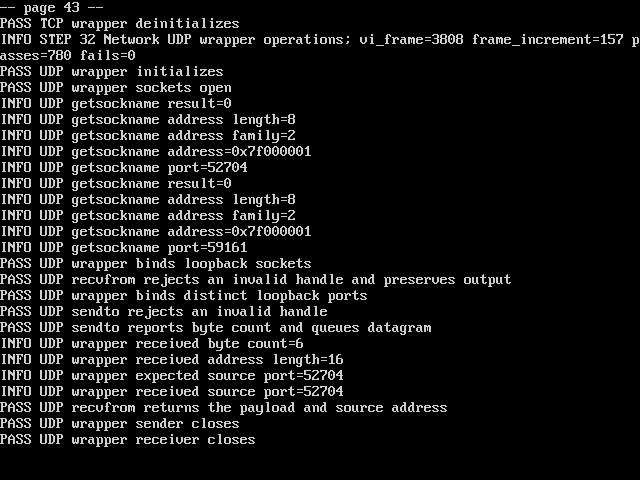 -- page 43 --
PASS TCP wrapper deinitializes
INFO STEP 32 Network UDP wrapper operations; vi_frame=3808 frame_increment=157 p
asses=780 fails=0
PASS UDP wrapper initializes
PASS UDP wrapper sockets open
INFO UDP getsockname result=0
INFO UDP getsockname address length=8
INFO UDP getsockname address family=2
INFO UDP getsockname address=0x7f000001
INFO UDP getsockname port=52704
INFO UDP getsockname result=0
INFO UDP getsockname address length=8
INFO UDP getsockname address family=2
INFO UDP getsockname address=0x7f000001
INFO UDP getsockname port=59161
PASS UDP wrapper binds loopback sockets
PASS UDP recvfrom rejects an invalid handle and preserves output
PASS UDP wrapper binds distinct loopback ports
PASS UDP sendto rejects an invalid handle
PASS UDP sendto reports byte count and queues datagram
INFO UDP wrapper received byte count=6
INFO UDP wrapper received address length=16
INFO UDP wrapper expected source port=52704
INFO UDP wrapper received source port=52704
PASS UDP recvfrom returns the payload and source address
PASS UDP wrapper sender closes
PASS UDP wrapper receiver closes